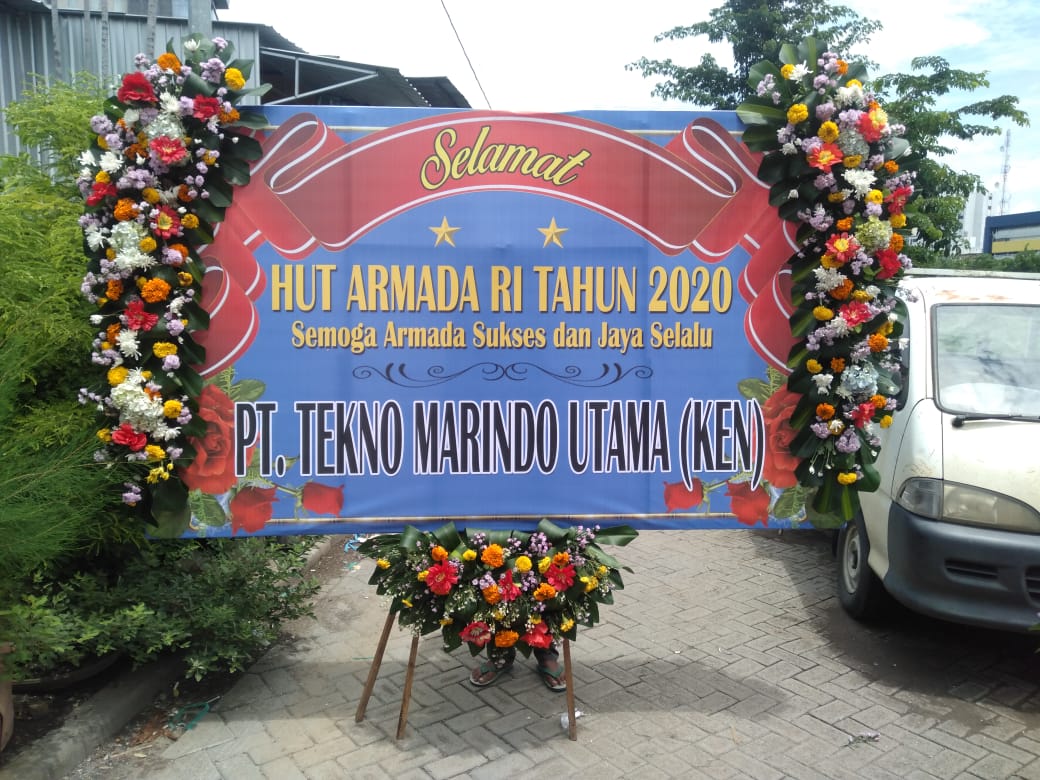 Selamat
HUT ARMADA RI TAHUN 2020
Semoga Armada Sukses dan Jaya Selalu
PT. TEKNO MARINDO UTAMA (KEN)